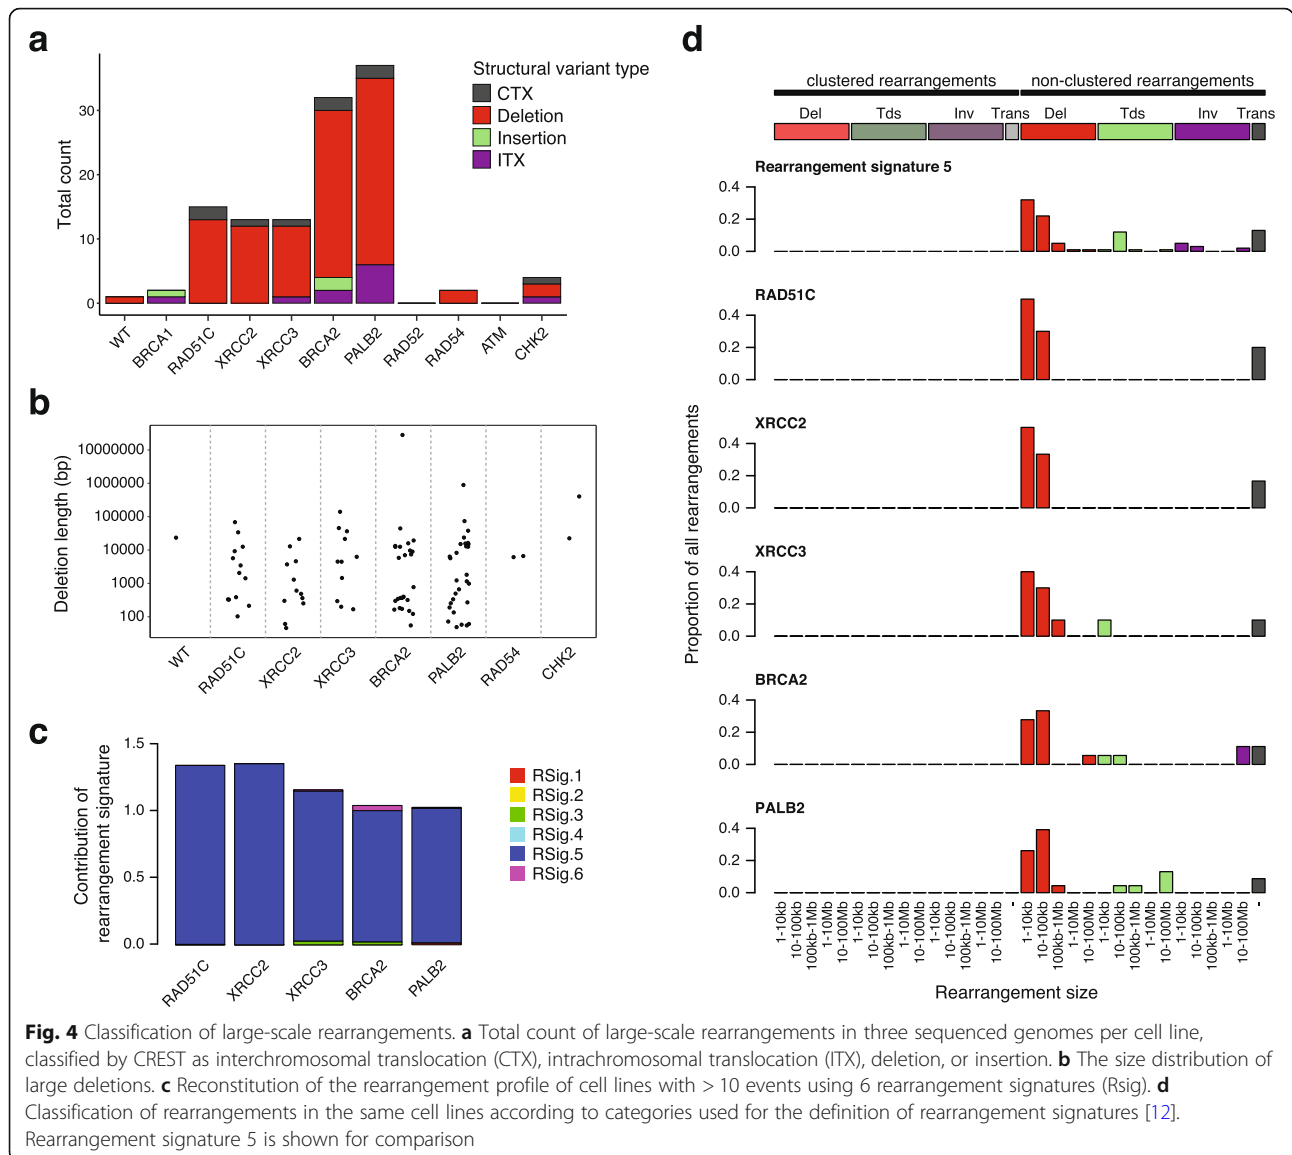 a
Structural variant type
CTX
Deletion
Insertion
ITX
Total count
30
20
10
0
WT
BRCA1
RAD51C
XRCC2
XRCC3
BRCA2
PALB2
RAD52
RAD54
ATM
CHK2
b
Deletion length (bp)
10000000
1000000
100000
10000
1000
100
WT
RAD51C
XRCC2
XRCC3
BRCA2
PALB2
RAD54
CHK2
c
Contribution of
rearrangement signature
1.5
1.0
0.5
0.0
RAD51C
XRCC2
XRCC3
BRCA2
PALB2
RSig.1
RSig.2
RSig.3
RSig.4
RSig.5
RSig.6
d
clustered rearrangements
non-clustered rearrangements
Del Tds Inv Trans Del Tds Inv Trans
Proportion of all rearrangements
Rearrangement signature 5
0.4
0.2
0.0
RAD51C
0.4
0.2
0.0
XRCC2
0.4
0.2
0.0
XRCC3
0.4
0.2
0.0
BRCA2
0.4
0.2
0.0
PALB2
0.4
0.2
0.0
1-10kb
10-100kb
100kb-1Mb
1-10Mb
10-100Mb
1-10kb
10-100kb
100kb-1Mb
1-10Mb
10-100Mb
1-10kb
10-100kb
100kb-1Mb
1-10Mb
10-100Mb
-
1-10kb
10-100kb
100kb-1Mb
1-10Mb
10-100Mb
1-10kb
10-100kb
100kb-1Mb
1-10Mb
10-100Mb
1-10kb
10-100kb
100kb-1Mb
1-10Mb
10-100Mb
-
Rearrangement size
Fig. 4 Classification of large-scale rearrangements. a Total count of large-scale rearrangements in three sequenced genomes per cell line,
classified by CREST as interchromosomal translocation (CTX), intrachromosomal translocation (ITX), deletion, or insertion. b The size distribution of
large deletions. c Reconstitution of the rearrangement profile of cell lines with > 10 events using 6 rearrangement signatures (Rsig). d
Classification of rearrangements in the same cell lines according to categories used for the definition of rearrangement signatures [12].
Rearrangement signature 5 is shown for comparison